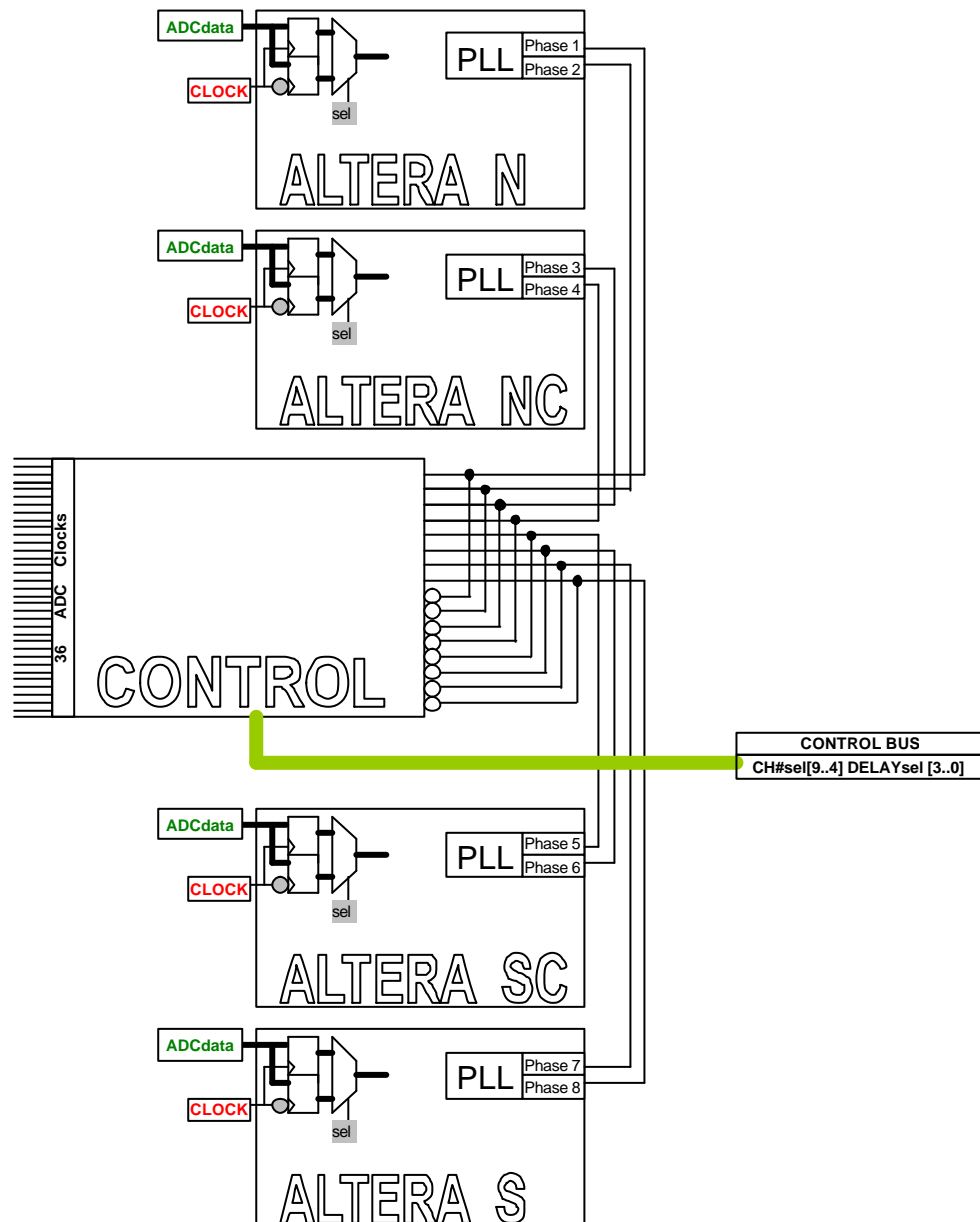 ADCdata
CLOCK
sel
PLL
Phase 1
Phase 2
ALTERA N
ADCdata
CLOCK
sel
PLL
Phase 3
Phase 4
ALTERA NC
36 ADC Clocks
CONTROL
CONTROL BUS
CH#sel[9..4] DELAYsel [3..0]
ADCdata
CLOCK
sel
PLL
Phase 5
Phase 6
ALTERA SC
ADCdata
CLOCK
sel
PLL
Phase 7
Phase 8
ALTERA S